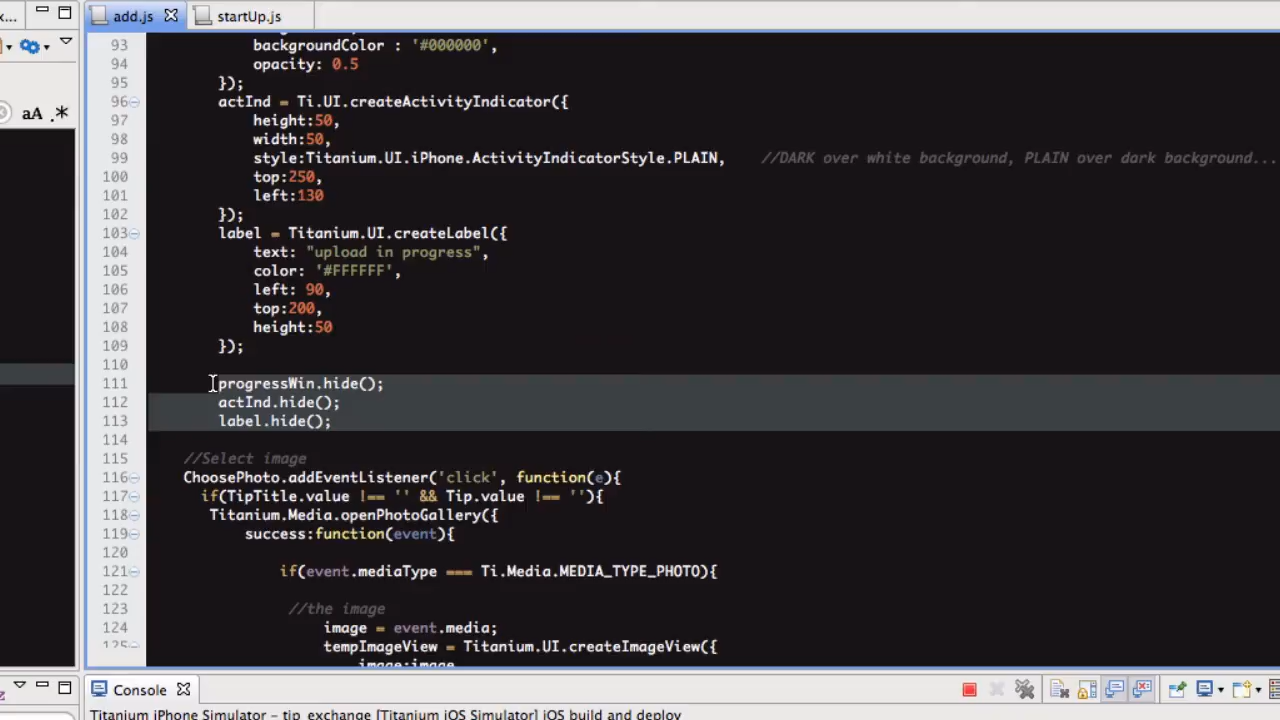 x...
add.js
startUp.js
aA .*
93 backgroundColor : '#000000',
94 opacity: 0.5
95 });
96 actInd = Ti.UI.createActivityIndicator({
97 height:50,
98 width:50,
99 style:Titanium.UI.iPhone.ActivityIndicatorStyle.PLAIN, //DARK over white background, PLAIN over dark background...
100 top:250,
101 left:130
102 });
103 label = Titanium.UI.createLabel({
104 text: "upload in progress",
105 color: '#FFFFFF',
106 left: 90,
107 top:200,
108 height:50
109 });
110
111 progressWin.hide();
112 actInd.hide();
113 label.hide();
114
115 //Select image
116 ChoosePhoto.addEventListener('click', function(e){
117 if(TipTitle.value !== '' && Tip.value !== ''){
118 Titanium.Media.openPhotoGallery({
119 success:function(event){
120
121 if(event.mediaType === Ti.Media.MEDIA_TYPE_PHOTO){
122
123 //the image
124 image = event.media;
125 tempImageView = Titanium.UI.createImageView({
image:image
Console
Titanium iPhone Simulator - tip_exchange [Titanium iOS Simulator] iOS build and deploy